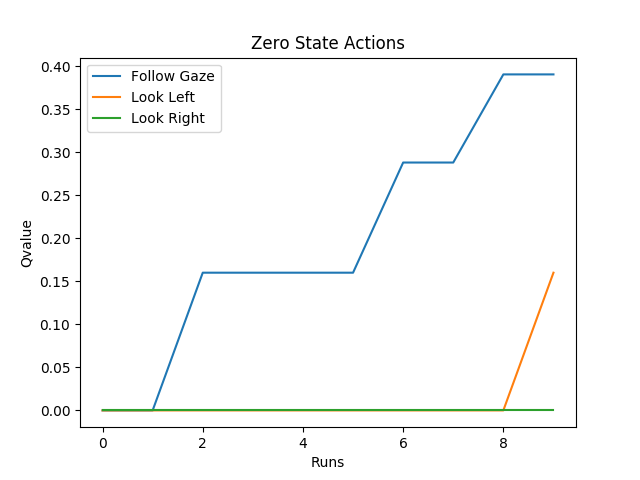 Zero State Actions
Follow Gaze
Look Left
Look Right
0.40
0.35
0.30
0.25
0.20
0.15
0.10
0.05
0.00
Qvalue
0 2 4 6 8
Runs